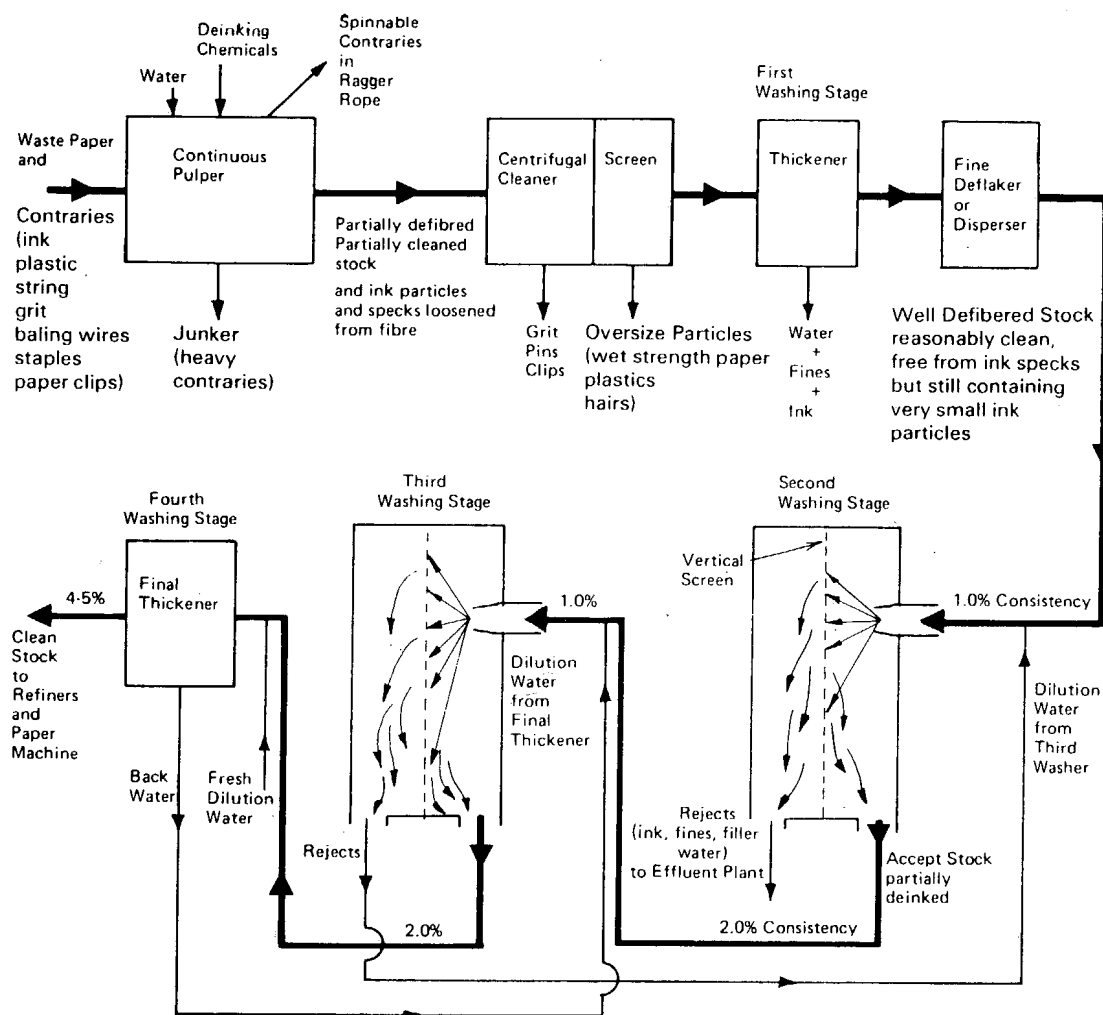 Deinking
Chemicals
Spinnable
Contraries
in
Ragger
Rope
Water
Waste Paper
and
Continuous
Pulper
Contraries
(ink
plastic
string
grit
baling wires
staples
paper clips)
Junker
(heavy
contraries)
Partially defibred
Partially cleaned
stock
and ink particles
and specks loosened
from fibre
Centrifugal
Cleaner
Screen
Grit
Pins
Clips
Oversize Particles
(wet strength paper
plastics
hairs)
First
Washing Stage
Thickener
Water
+
Fines
+
Ink
Fine
Deflaker
or
Disperser
Well Defibered Stock
reasonably clean,
free from ink specks
but still containing
very small ink
particles
Fourth
Washing Stage
Final
Thickener
4·5%
Clean
Stock
to
Refiners
and
Paper
Machine
Back
Water
Fresh
Dilution
Water
Third
Washing Stage
1.0%
Dilution
Water
from
Final
Thickener
Rejects
2.0%
Second
Washing Stage
Vertical
Screen
1.0% Consistency
Dilution
Water
from
Third
Washer
Rejects
(ink, fines, filler
water)
to Effluent Plant
Accept Stock
partially
deinked
2.0% Consistency